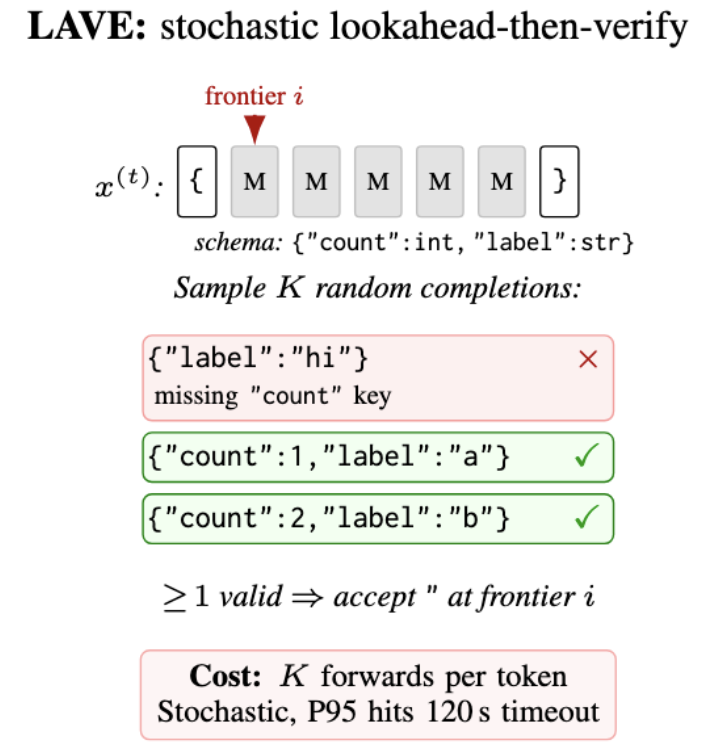 LAVE: stochastic lookahead-then-verify
frontier i
x^(t): { M M M M M }
schema: {"count":int, "label":str}
Sample K random completions:
{"label":"hi"} ✕
missing "count" key
{"count":1,"label":"a"} ✓
{"count":2,"label":"b"} ✓
≥ 1 valid ⇒ accept " at frontier i
Cost: K forwards per token
Stochastic, P95 hits 120 s timeout